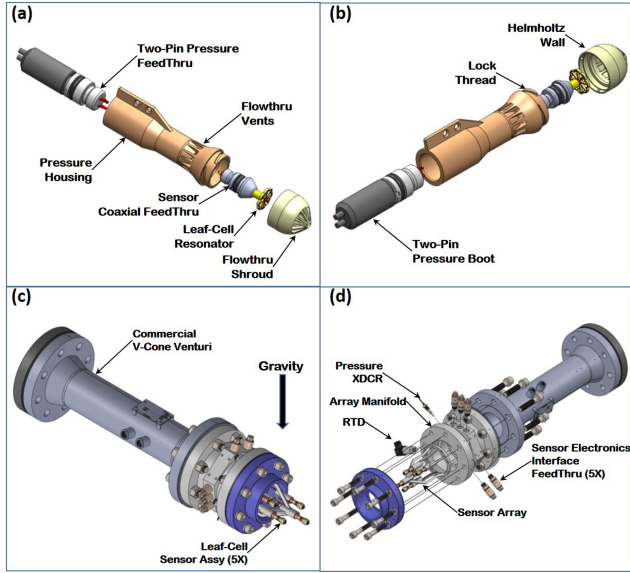 (a)
Two-Pin Pressure
FeedThru
Flowthru
Vents
Pressure
Housing
Sensor
Coaxial FeedThru
Leaf-Cell
Resonator
Flowthru
Shroud
(b)
Helmholtz
Wall
Lock
Thread
Two-Pin
Pressure Boot
(c)
Commercial
V-Cone Venturi
Gravity
Leaf-Cell
Sensor Assy (5X)
(d)
Pressure
XDCR
Array Manifold
RTD
Sensor Electronics
Interface
FeedThru (5X)
Sensor Array